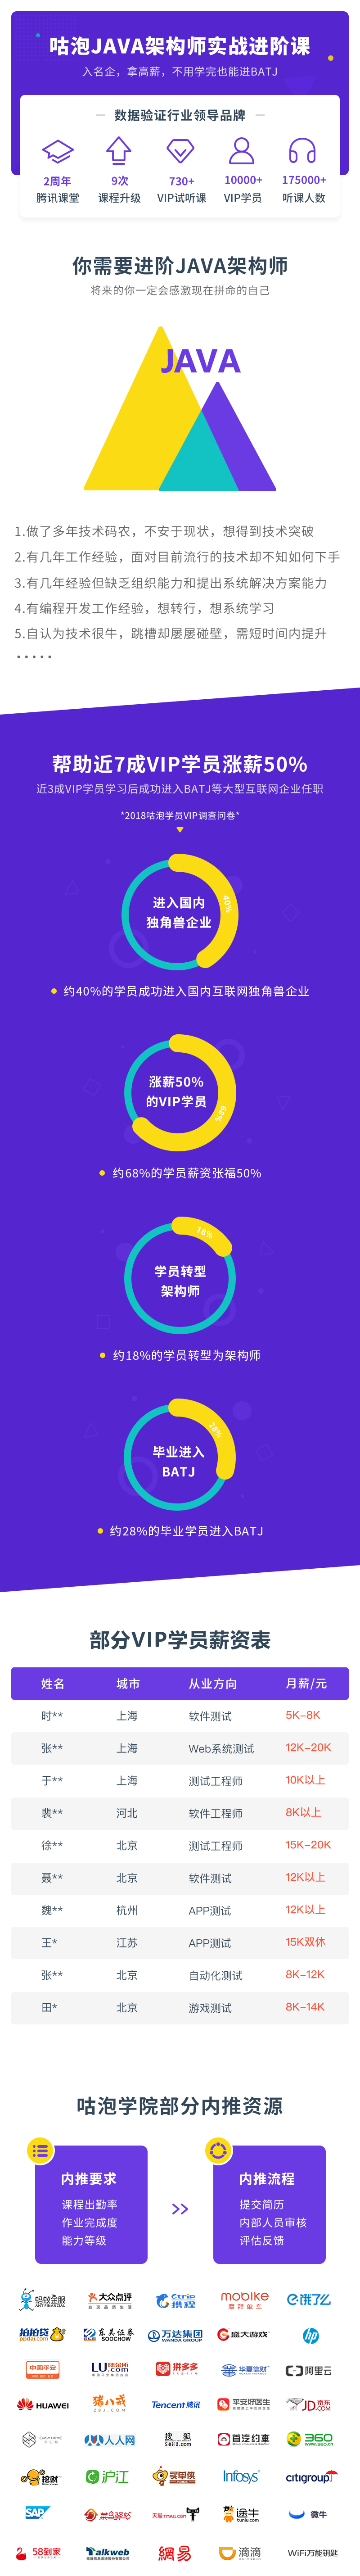 咕泡JAVA架构师实战进阶课
入名企，拿高薪，不用学完也能进BATJ
数据验证行业领导品牌
2周年 9次 730+ 10000+ 175000+
腾讯课堂 课程升级 VIP试听课 VIP学员 听课人数
你需要进阶JAVA架构师
将来的你一定会感激现在拼命的自己
JAVA
1.做了多年技术码农，不安于现状，想得到技术突破
2.有几年工作经验，面对目前流行的技术却不知如何下手
3.有几年经验但缺乏组织能力和提出系统解决方案能力
4.有编程开发工作经验，想转行，想系统学习
5.自认为技术很牛，跳槽却屡屡碰壁，需短时间内提升
·····
帮助近7成VIP学员涨薪50%
近3成VIP学员学习后成功进入BATJ等大型互联网企业任职
*2018咕泡学员VIP调查问卷*
进入国内
独角兽企业
40%
约40%的学员成功进入国内互联网独角兽企业
涨薪50%
的VIP学员
约68%的学员薪资张福50%
18%
学员转型
架构师
约18%的学员转型为架构师
28%
毕业进入
BATJ
约28%的毕业学员进入BATJ
部分VIP学员薪资表
姓名 城市 从业方向 月薪/元
时** 上海 软件测试 5K-8K
张** 上海 Web系统测试 12K-20K
于** 上海 测试工程师 10K以上
裴** 河北 软件工程师 8K以上
徐** 北京 测试工程师 15K-20K
聂** 北京 软件测试 12K以上
魏** 杭州 APP测试 12K以上
王* 江苏 APP测试 15K双休
张** 北京 自动化测试 8K-12K
田* 北京 游戏测试 8K-14K
咕泡学院部分内推资源
内推要求
课程出勤率
作业完成度
能力等级
内推流程
提交简历
内部人员审核
评估反馈
蚂蚁金服 ANT FINANCIAL 大众点评 Ctrip 携程 mobike 摩拜单车 饿了么
拍拍贷 ppdai.com 东吴证券 SOOCHOW 万达集团 WANDA GROUP 盛大游戏 hp
中国平安 LU 陆金所 .com 拼多多 华夏信财 阿里云
HUAWEI 猪八戒 ZBJ.COM Tencent 腾讯 平安好医生 JD.COM 京东
EASYHOME 人人网 搜狐 SOHU.com 首汽约车 360 www.360.cn
挖财 沪江 买单侠 Infosys citigroup
SAP 菜鸟驿站 天猫 TMALL.COM 途牛 tuniu.com 微牛
58到家 Talkweb 網易 滴滴 WiFi万能钥匙